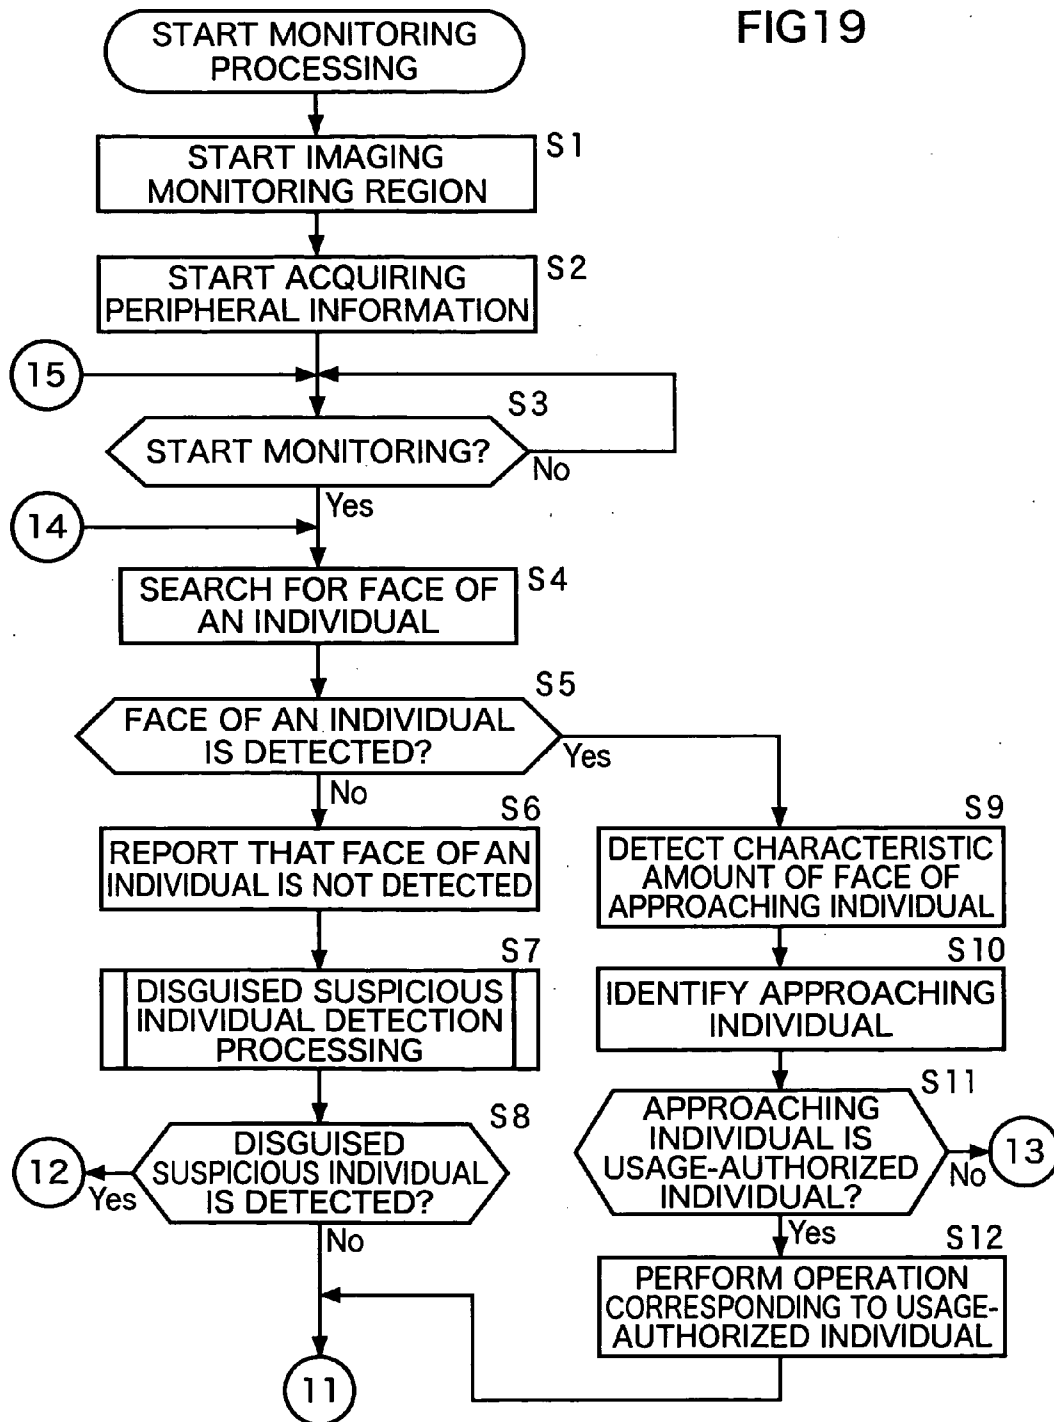 FIG19
START MONITORING
PROCESSING
S1
START IMAGING
MONITORING REGION
S2
START ACQUIRING
PERIPHERAL INFORMATION
15
S3
START MONITORING?
No
Yes
14
S4
SEARCH FOR FACE OF
AN INDIVIDUAL
S5
FACE OF AN INDIVIDUAL
IS DETECTED?
Yes
No
S6
REPORT THAT FACE OF AN
INDIVIDUAL IS NOT DETECTED
S7
DISGUISED SUSPICIOUS
INDIVIDUAL DETECTION
PROCESSING
S8
DISGUISED
SUSPICIOUS INDIVIDUAL
IS DETECTED?
12
Yes
No
11
S9
DETECT CHARACTERISTIC
AMOUNT OF FACE OF
APPROACHING INDIVIDUAL
S10
IDENTIFY APPROACHING
INDIVIDUAL
S11
APPROACHING
INDIVIDUAL IS
USAGE-AUTHORIZED
INDIVIDUAL?
No
13
Yes
S12
PERFORM OPERATION
CORRESPONDING TO USAGE-
AUTHORIZED INDIVIDUAL